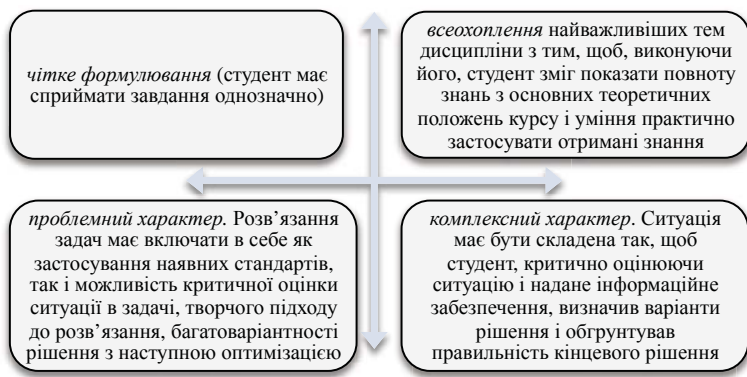 чітке формулювання (студент має
сприймати завдання однозначно)
всеохоплення найважливіших тем
дисципліни з тим, щоб, виконуючи
його, студент зміг показати повноту
знань з основних теоретичних
положень курсу і уміння практично
застосувати отримані знання
проблемний характер. Розв’язання
задач має включати в себе як
застосування наявних стандартів,
так і можливість критичної оцінки
ситуації в задачі, творчого підходу
до розв’язання, багатоваріантності
рішення з наступною оптимізацією
комплексний характер. Ситуація
має бути складена так, щоб
студент, критично оцінюючи
ситуацію і надане інформаційне
забезпечення, визначив варіанти
рішення і обгрунтував
правильність кінцевого рішення